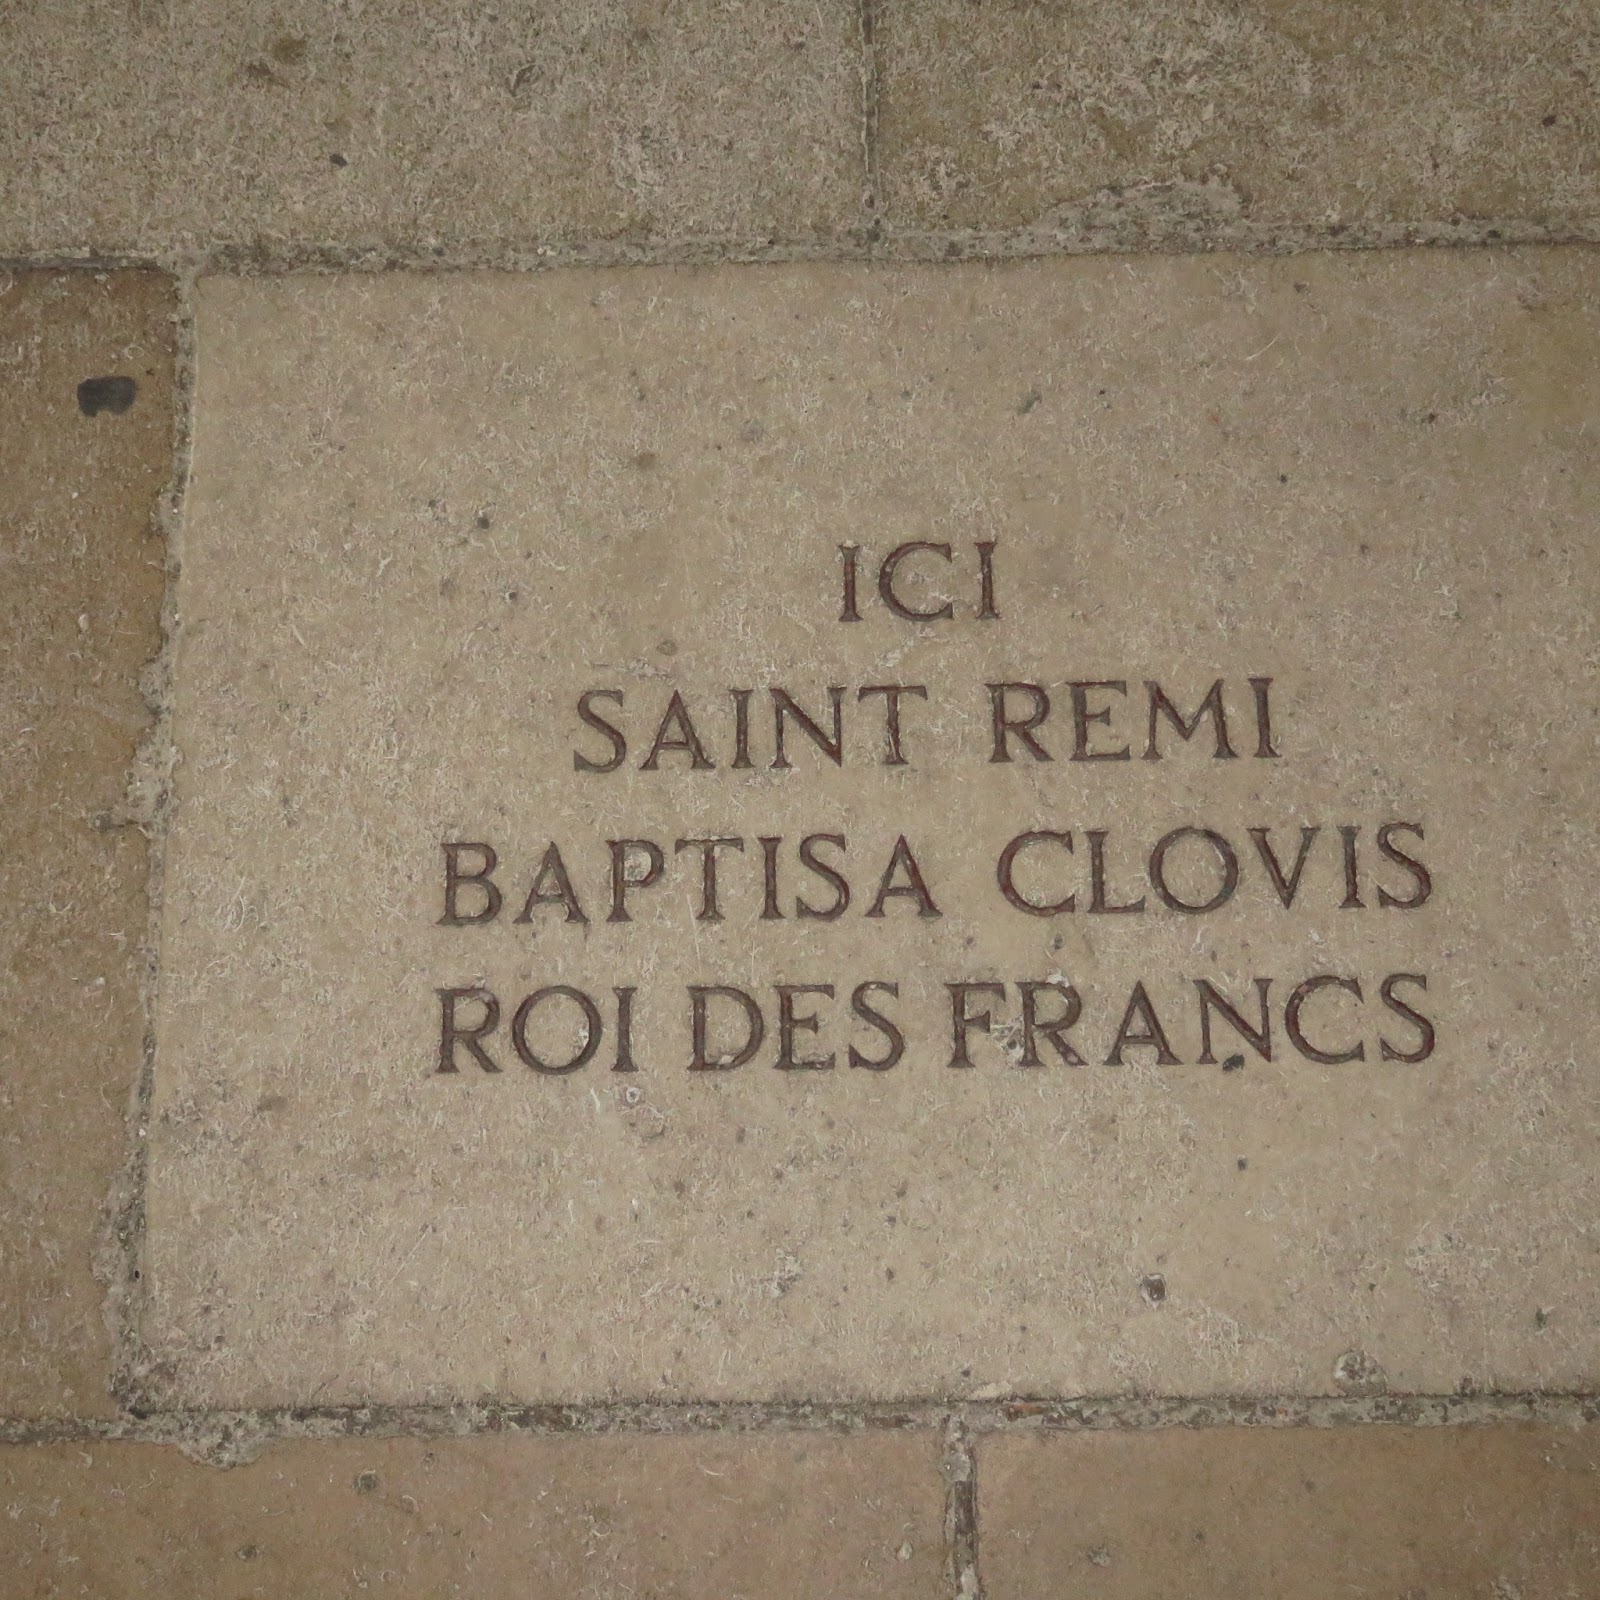 ICI
SAINT REMI
BAPTISA CLOVIS
ROI DES FRANCS